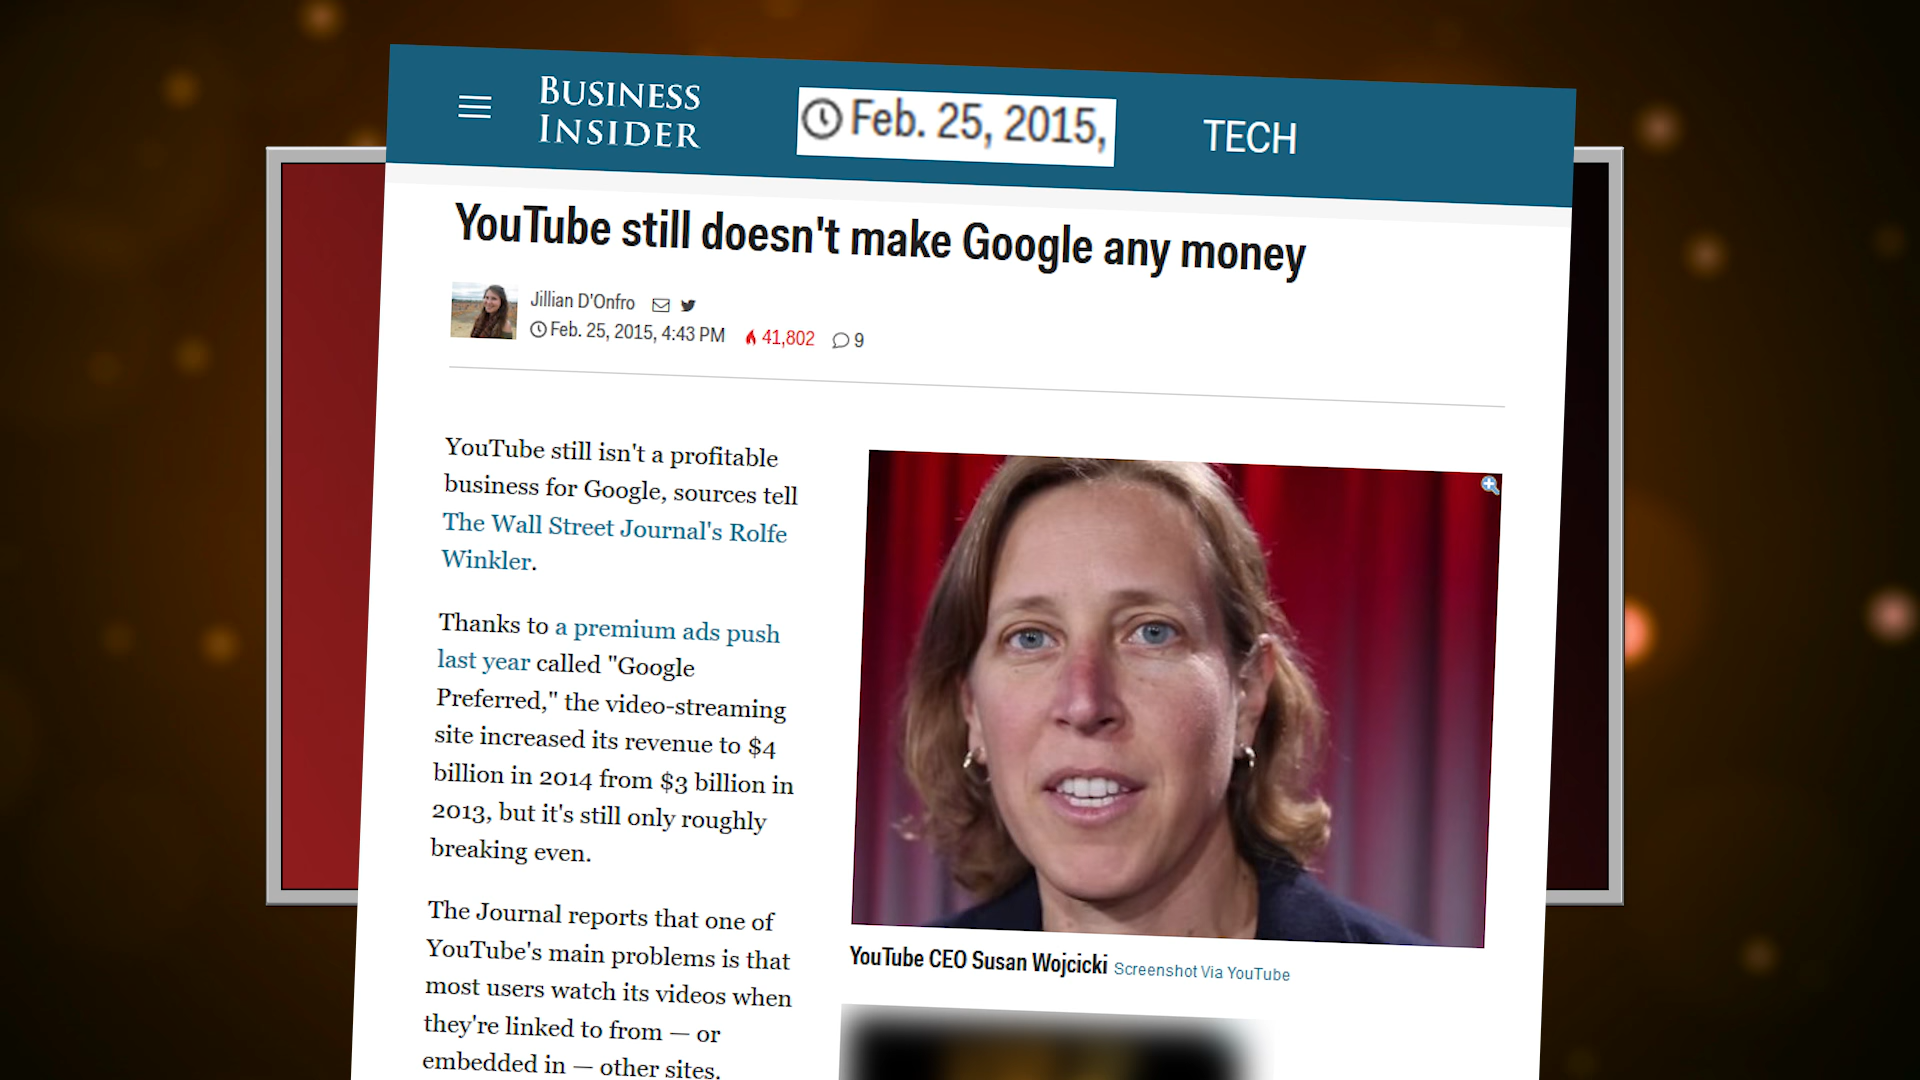 BUSINESS
INSIDER
Feb. 25, 2015,
TECH
YouTube still doesn't make Google any money
Jillian D'Onfro
Feb. 25, 2015, 4:43 PM 41,802 9
YouTube still isn't a profitable
business for Google, sources tell
The Wall Street Journal's Rolfe
Winkler.
Thanks to a premium ads push
last year called "Google
Preferred," the video-streaming
site increased its revenue to $4
billion in 2014 from $3 billion in
2013, but it's still only roughly
breaking even.
The Journal reports that one of
YouTube's main problems is that
most users watch its videos when
they're linked to from — or
embedded in — other sites.
YouTube CEO Susan Wojcicki Screenshot Via YouTube